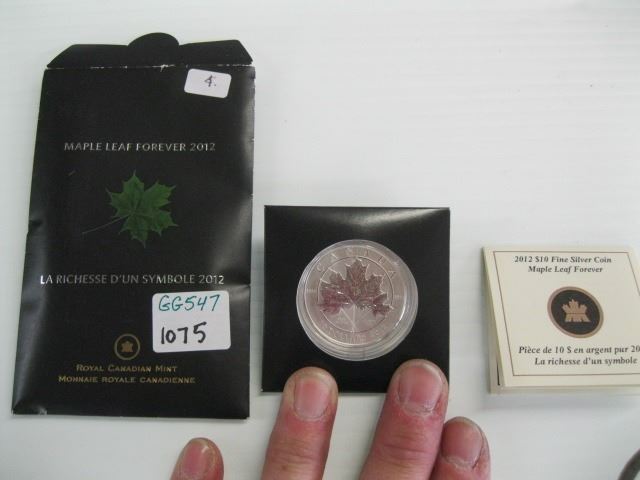 4.
MAPLE LEAF FOREVER 2012
LA RICHESSE D'UN SYMBOLE 2012
GG547
1075
ROYAL CANADIAN MINT
MONNAIE ROYALE CANADIENNE
CANADA
2012 $10 Fine Silver Coin
Maple Leaf Forever
Pièce de 10 $ en argent pur 20
La richesse d'un symbole